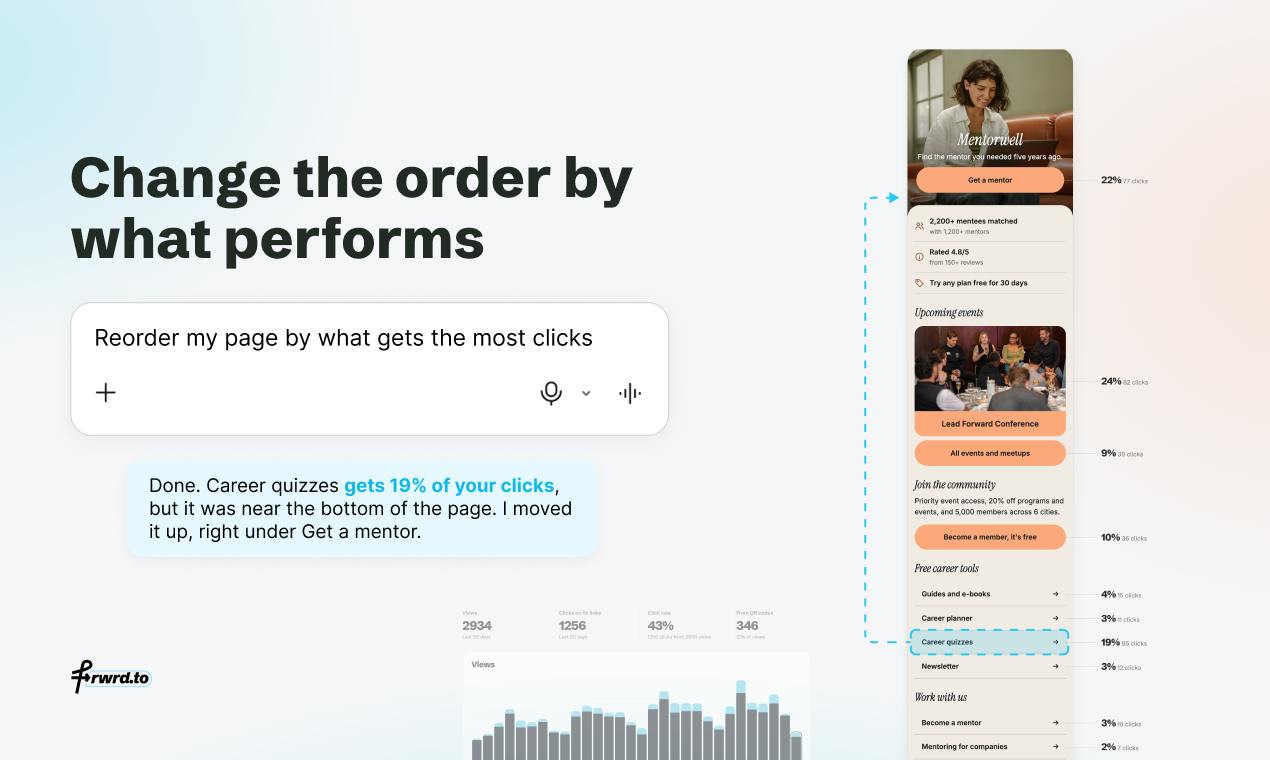 Change the order by
what performs
Reorder my page by what gets the most clicks
Done. Career quizzes gets 19% of your clicks,
but it was near the bottom of the page. I moved
it up, right under Get a mentor.
frwrd.to
Views
2934
Last 30 days
Clicks on its links
1256
Last 30 days
Click rate
43%
1256 clicks from 2934 views
From QR codes
346
12% of views
Views
Mentorwell
Find the mentor you needed five years ago.
Get a mentor
22% 77 clicks
2,200+ mentees matched
with 1,200+ mentors
Rated 4.8/5
from 150+ reviews
Try any plan free for 30 days
Upcoming events
24% 82 clicks
Lead Forward Conference
All events and meetups
9% 30 clicks
Join the community
Priority event access, 20% off programs and
events, and 5,000 members across 6 cities.
Become a member, it's free
10% 36 clicks
Free career tools
Guides and e-books
4% 15 clicks
Career planner
3% 11 clicks
Career quizzes
19% 65 clicks
Newsletter
3% 12 clicks
Work with us
Become a mentor
3% 10 clicks
Mentoring for companies
2% 7 clicks